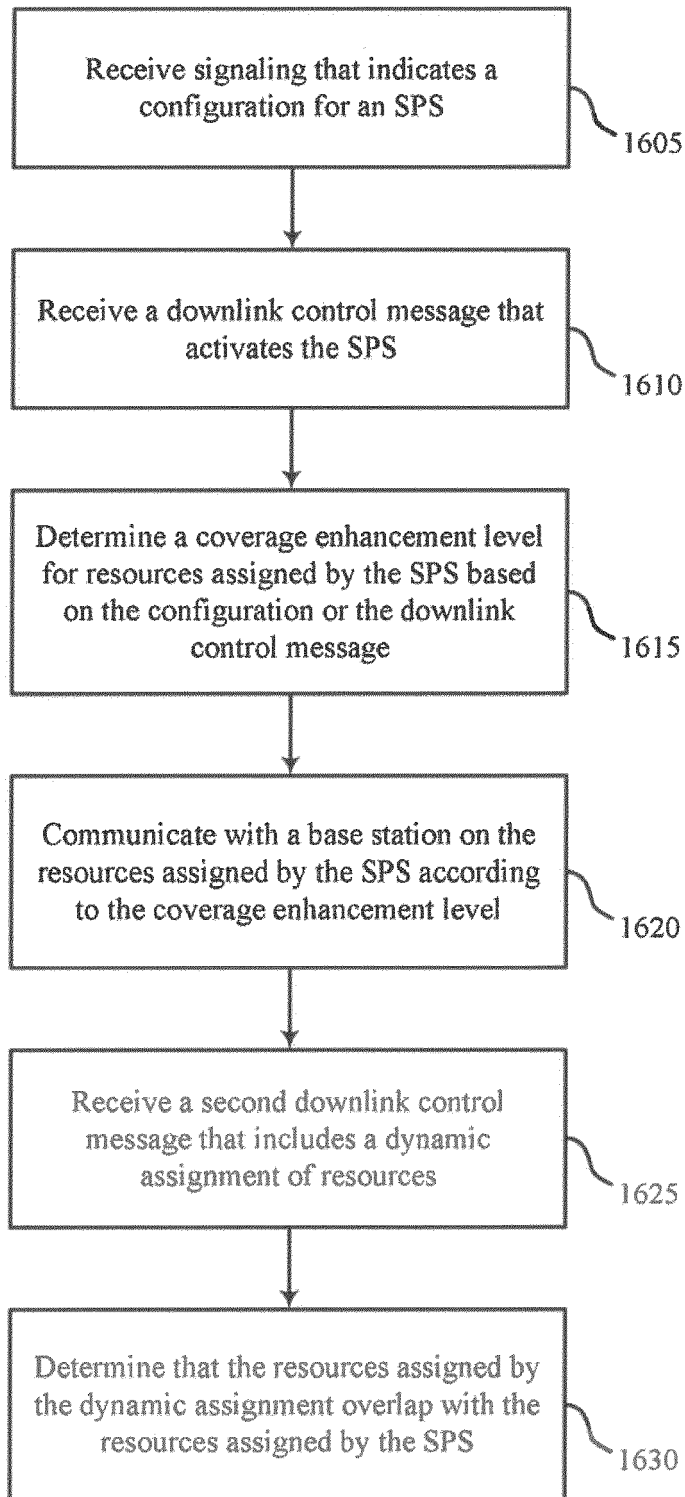 Receive signaling that indicates a
configuration for an SPS
1605
Receive a downlink control message that
activates the SPS
1610
Determine a coverage enhancement level
for resources assigned by the SPS based
on the configuration or the downlink
control message
1615
Communicate with a base station on the
resources assigned by the SPS according
to the coverage enhancement level
1620
Receive a second downlink control
message that includes a dynamic
assignment of resources
1625
Determine that the resources assigned by
the dynamic assignment overlap with the
resources assigned by the SPS
1630